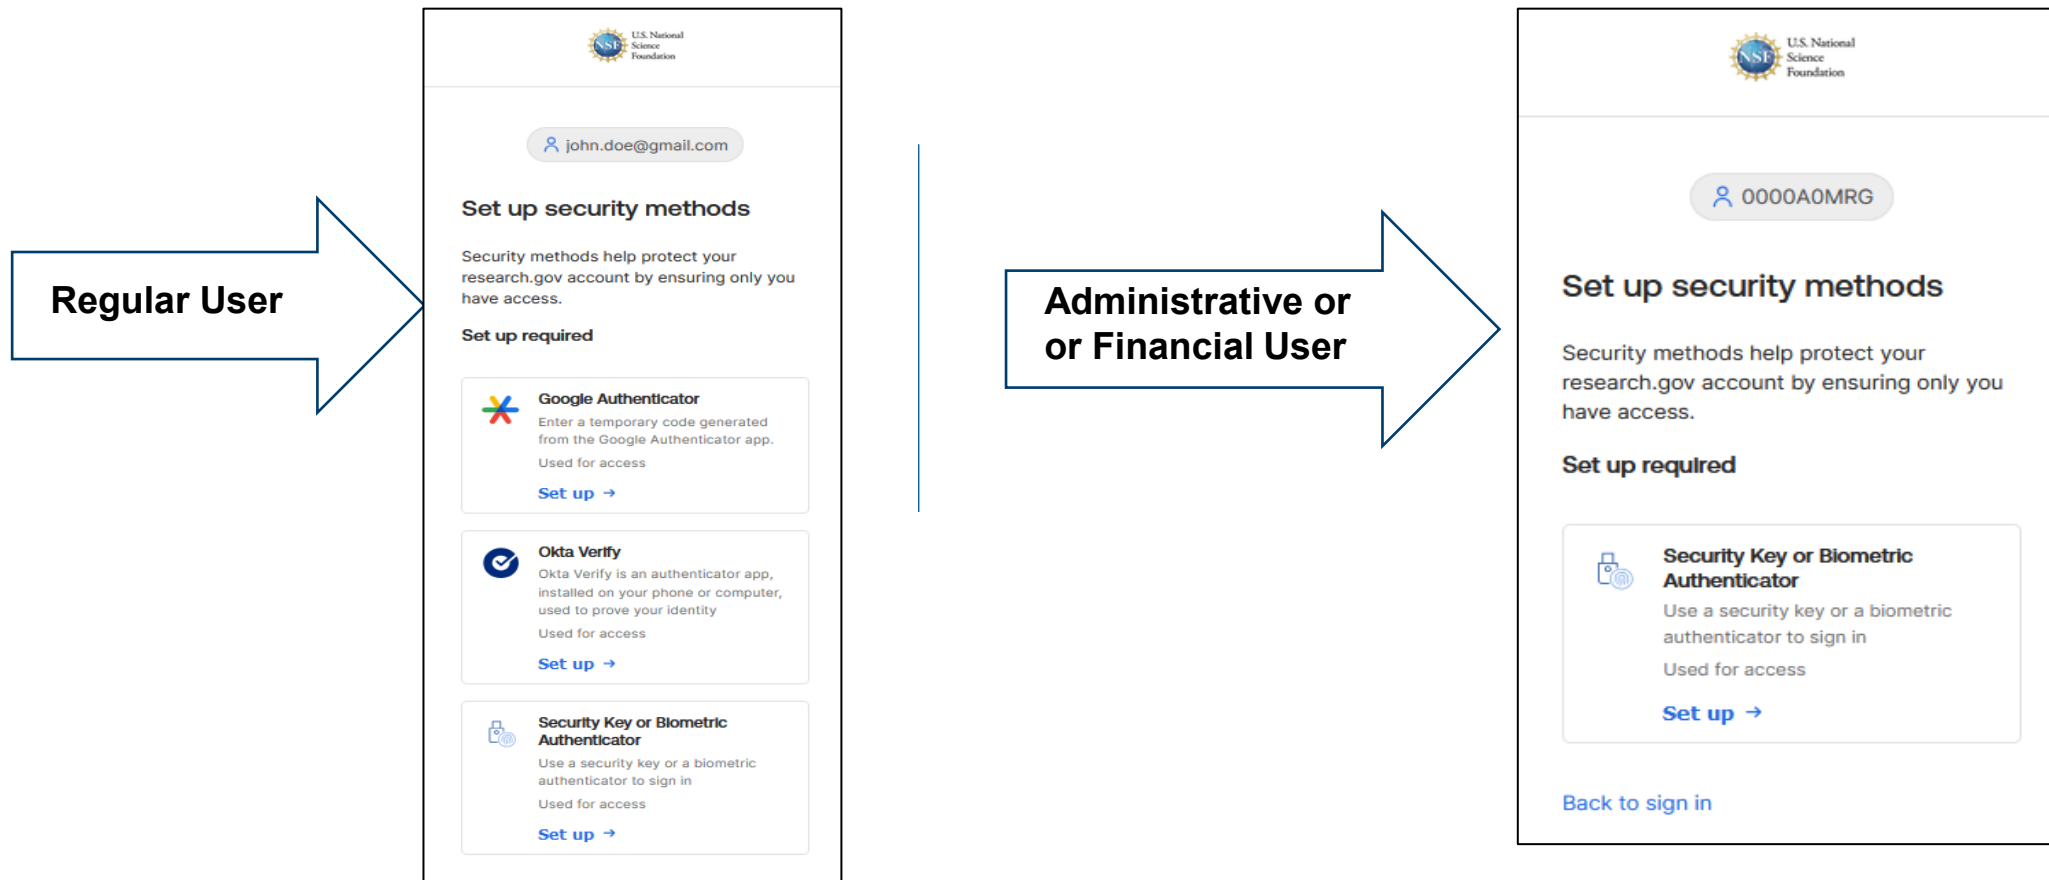 Regular User
NSF
U.S. National
Science
Foundation
john.doe@gmail.com
Set up security methods
Security methods help protect your
research.gov account by ensuring only you
have access.
Set up required
Google Authenticator
Enter a temporary code generated
from the Google Authenticator app.
Used for access
Set up →
Okta Verify
Okta Verify is an authenticator app,
installed on your phone or computer,
used to prove your identity
Used for access
Set up →
Security Key or Biometric
Authenticator
Use a security key or a biometric
authenticator to sign in
Used for access
Set up →
Administrative or
or Financial User
NSF
U.S. National
Science
Foundation
0000A0MRG
Set up security methods
Security methods help protect your
research.gov account by ensuring only you
have access.
Set up required
Security Key or Biometric
Authenticator
Use a security key or a biometric
authenticator to sign in
Used for access
Set up →
Back to sign in